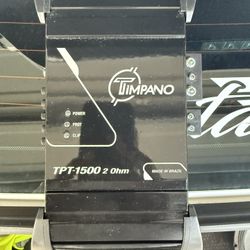 TIMPANO
POWER
PROT
CLIP
TPT-1500 2 Ohm
MADE IN BRAZIL